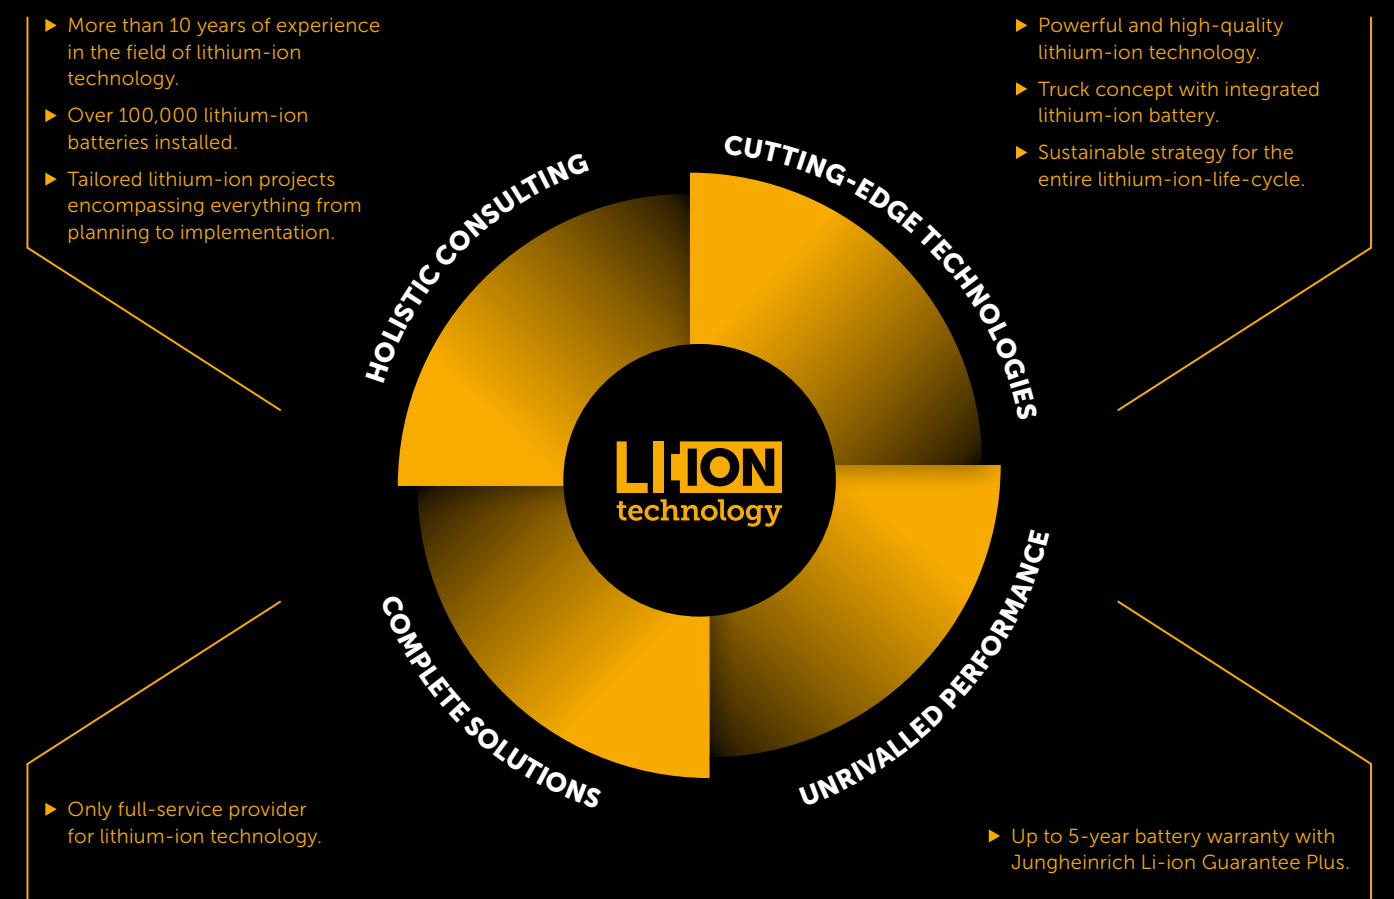 ▶ More than 10 years of experience
in the field of lithium-ion
technology.
▶ Over 100,000 lithium-ion
batteries installed.
▶ Tailored lithium-ion projects
encompassing everything from
planning to implementation.
▶ Powerful and high-quality
lithium-ion technology.
▶ Truck concept with integrated
lithium-ion battery.
▶ Sustainable strategy for the
entire lithium-ion-life-cycle.
HOLISTIC CONSULTING
CUTTING-EDGE TECHNOLOGIES
LI-ION
technology
COMPLETE SOLUTIONS
UNRIVALLED PERFORMANCE
▶ Only full-service provider
for lithium-ion technology.
▶ Up to 5-year battery warranty with
Jungheinrich Li-ion Guarantee Plus.